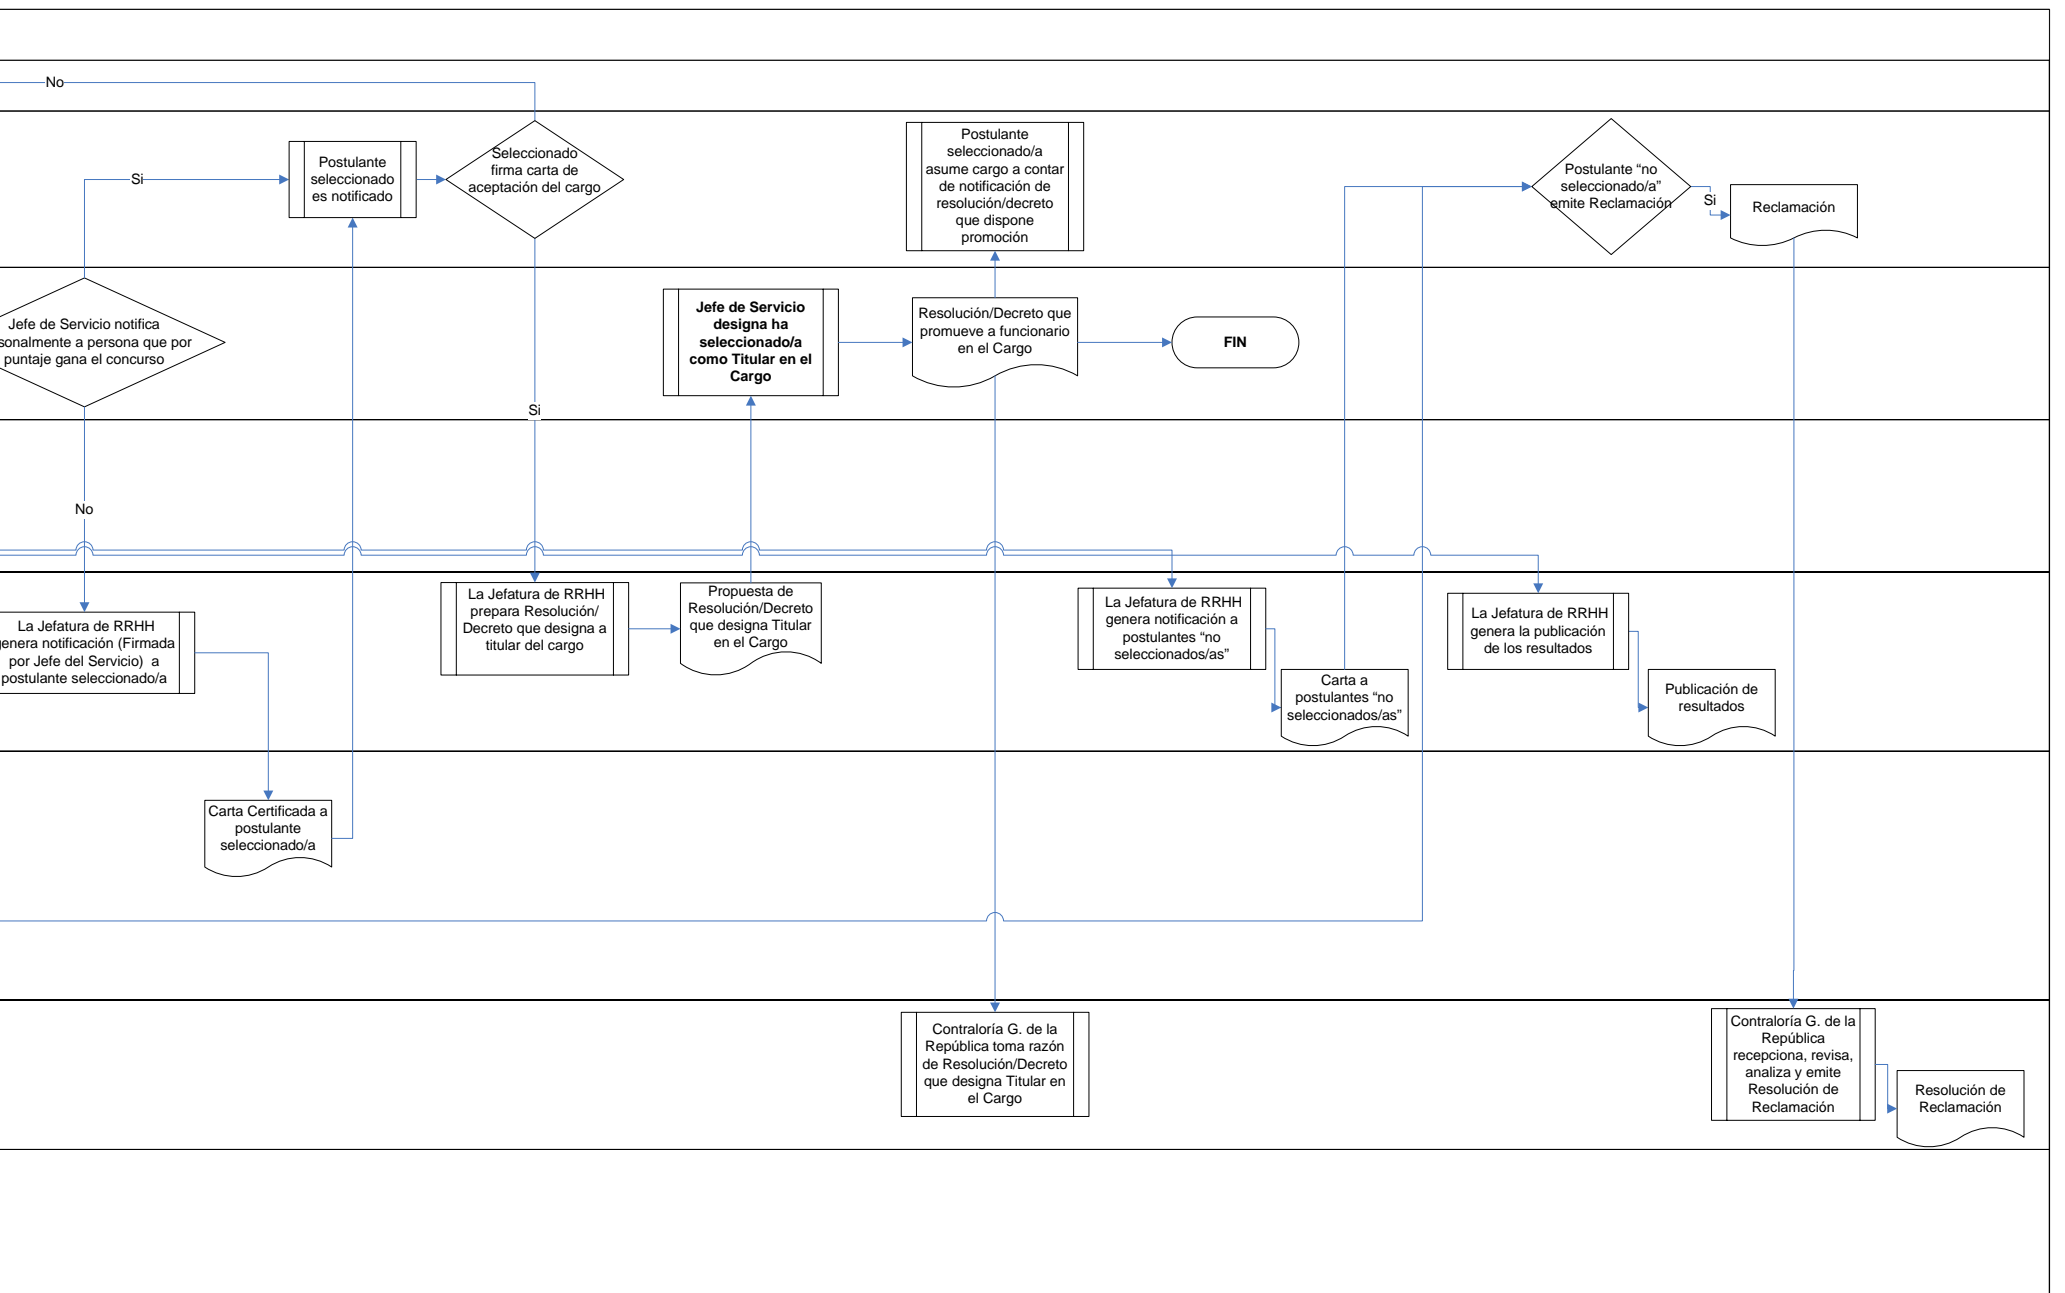 No
Postulante
seleccionado/a
asume cargo a contar
de notificación de
resolución/decreto
que dispone
promoción
Si
Postulante
seleccionado
es notificado
Seleccionado
firma carta de
aceptación del cargo
Postulante “no
seleccionado/a”
emite Reclamación
Si
Reclamación
Jefe de Servicio notifica
sonalmente a persona que por
puntaje gana el concurso
Jefe de Servicio
designa ha
seleccionado/a
como Titular en el
Cargo
Resolución/Decreto que
promueve a funcionario
en el Cargo
FIN
Si
No
La Jefatura de RRHH
genera notificación (Firmada
por Jefe del Servicio) a
postulante seleccionado/a
La Jefatura de RRHH
prepara Resolución/
Decreto que designa a
titular del cargo
Propuesta de
Resolución/Decreto
que designa Titular
en el Cargo
La Jefatura de RRHH
genera notificación a
postulantes “no
seleccionados/as”
Carta a
postulantes “no
seleccionados/as”
La Jefatura de RRHH
genera la publicación
de los resultados
Publicación de
resultados
Carta Certificada a
postulante
seleccionado/a
Contraloría G. de la
República toma razón
de Resolución/Decreto
que designa Titular en
el Cargo
Contraloría G. de la
República
recepciona, revisa,
analiza y emite
Resolución de
Reclamación
Resolución de
Reclamación